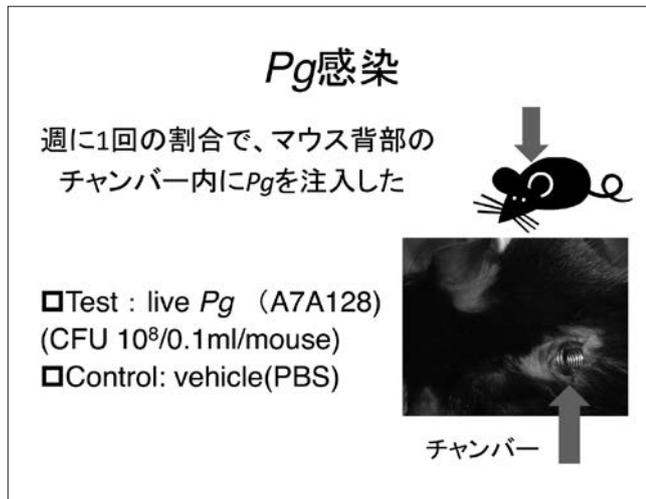 Pg感染
週に1回の割合で、マウス背部の
チャンバー内にPgを注入した
□Test：live Pg （A7A128)
(CFU 10⁸/0.1ml/mouse)
□Control: vehicle(PBS)
チャンバー